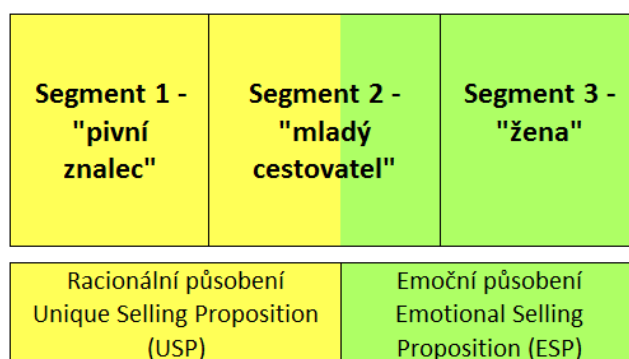 Segment 1 -
"pivní
znalec"
Segment 2 -
"mladý
cestovatel"
Segment 3 -
"žena"
Racionální působení
Unique Selling Proposition
(USP)
Emoční působení
Emotional Selling
Proposition (ESP)